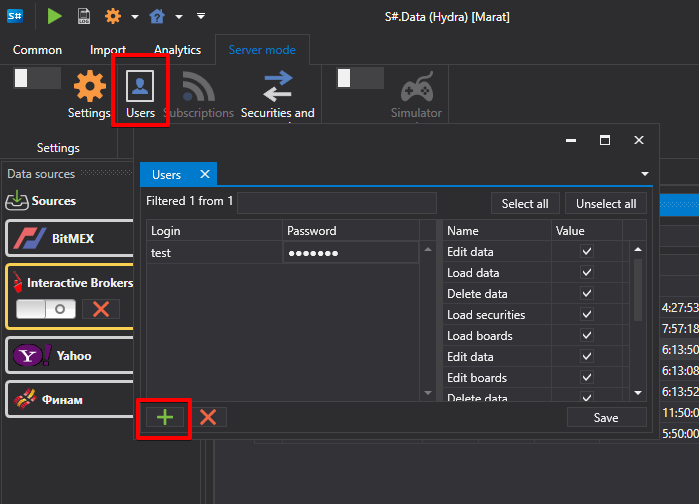 S#
S#.Data (Hydra) [Marat]
Common Import Analytics Server mode
Settings Users Subscriptions Securities and Simulator
Settings
Data sources
Sources
BitMEX
Interactive Brokers
Yahoo
Финам
Users
Filtered 1 from 1 Select all Unselect all
Login Password Name Value
test ●●●●●●● Edit data
Load data
Delete data
Load securities
Load boards
Edit data
Edit boards
Delete data
Save
4:27:53
7:57:18
6:13:50
6:13:08
6:13:52
11:50:0
5:50:00